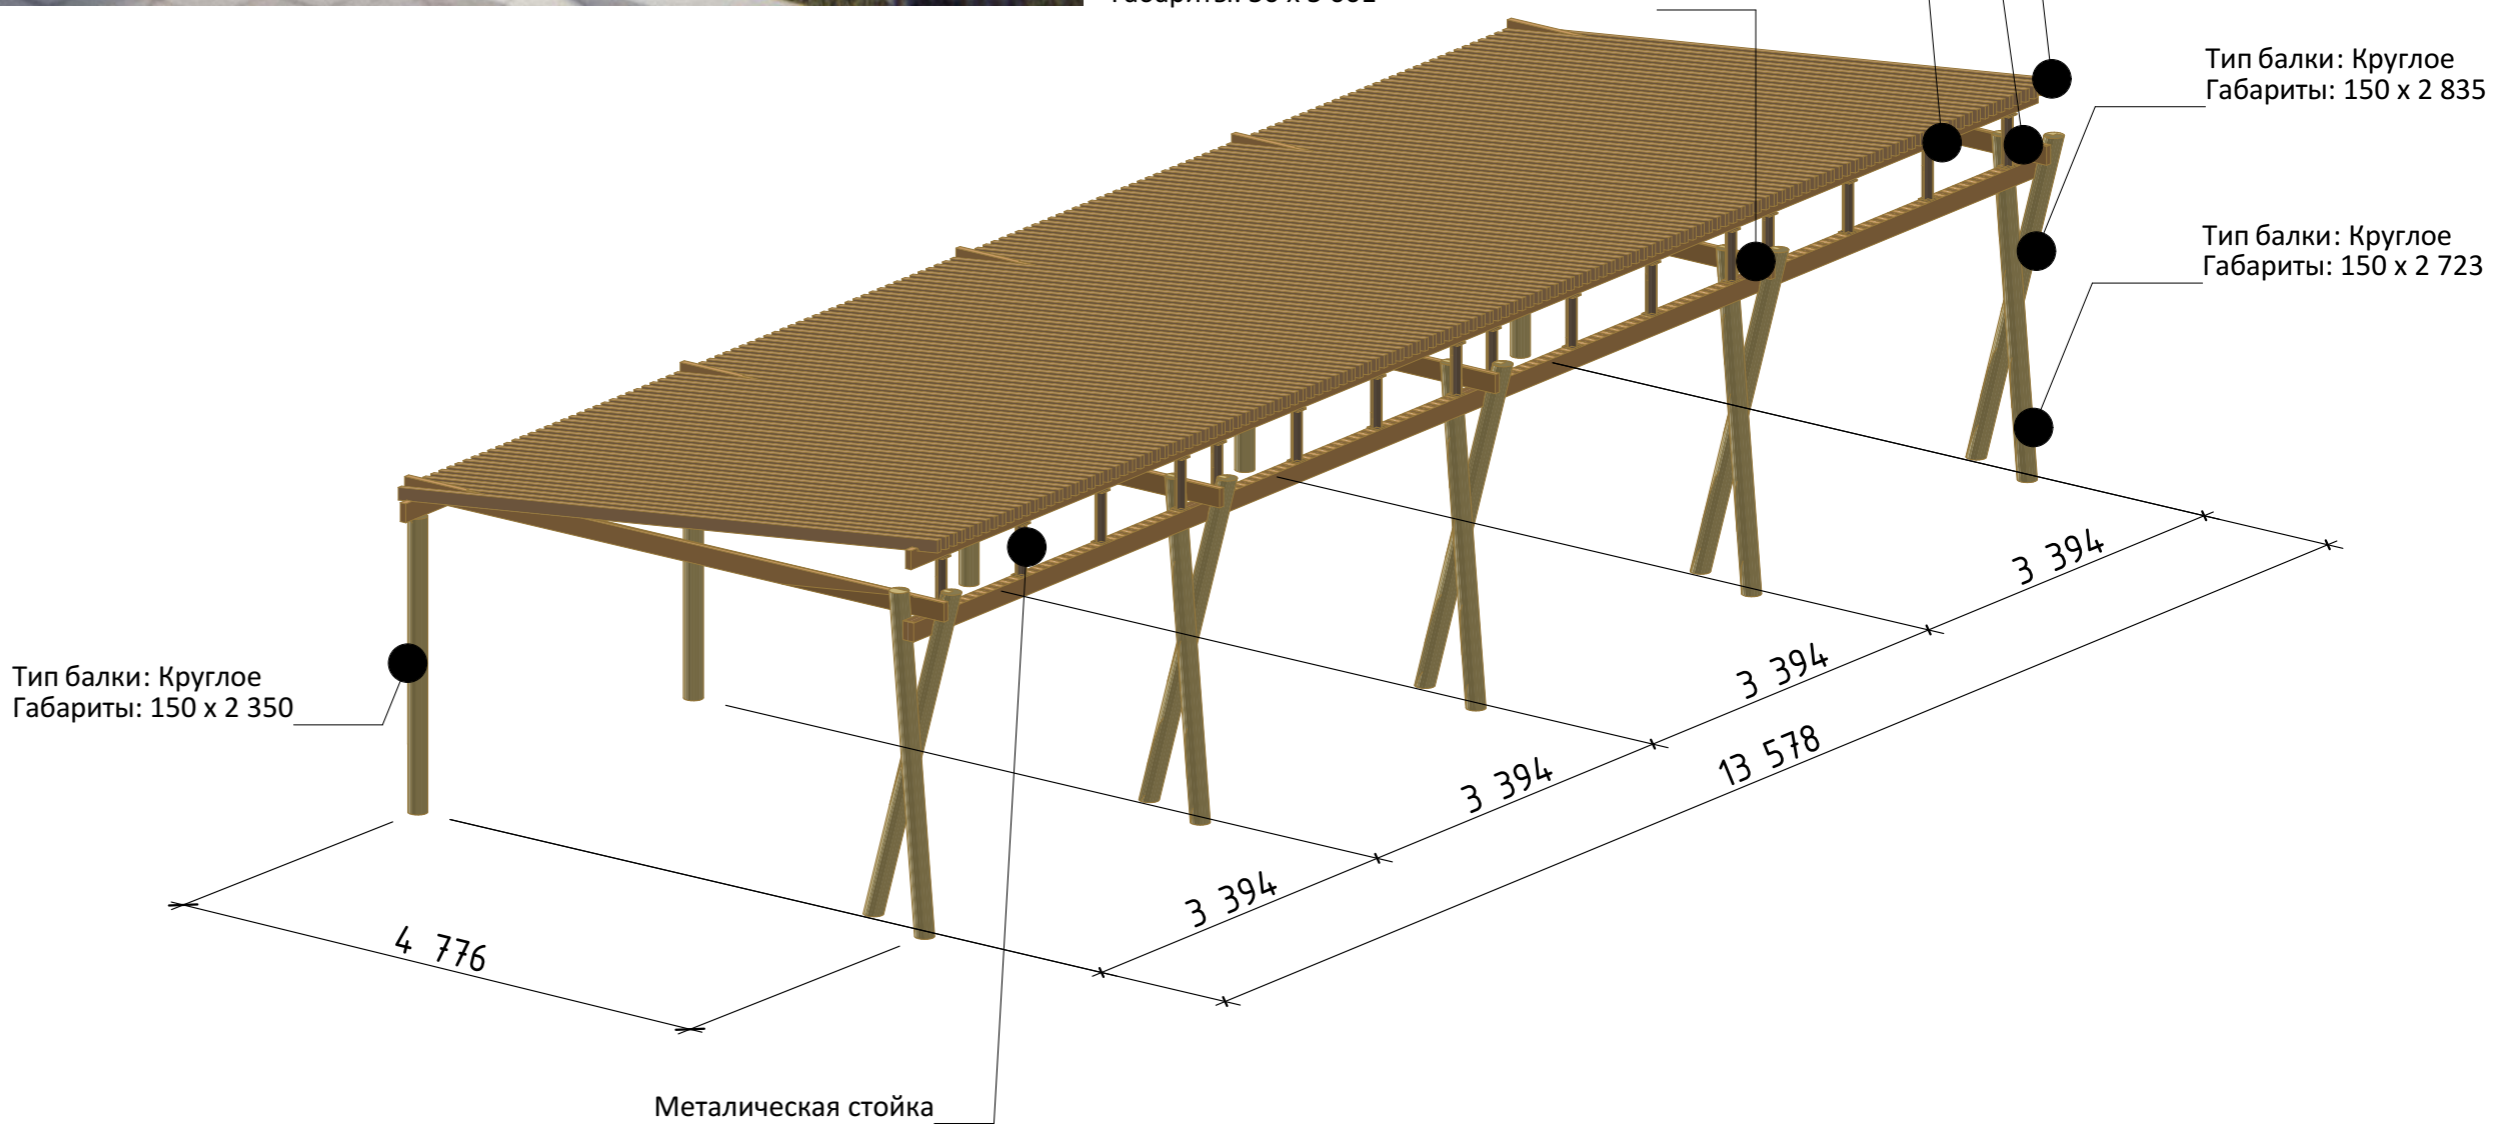 Тип балки: Круглое
Габариты: 150 x 2 835
Тип балки: Круглое
Габариты: 150 x 2 723
3 394
3 394
3 394
3 394
13 578
Тип балки: Круглое
Габариты: 150 x 2 350
4 776
Металическая стойка